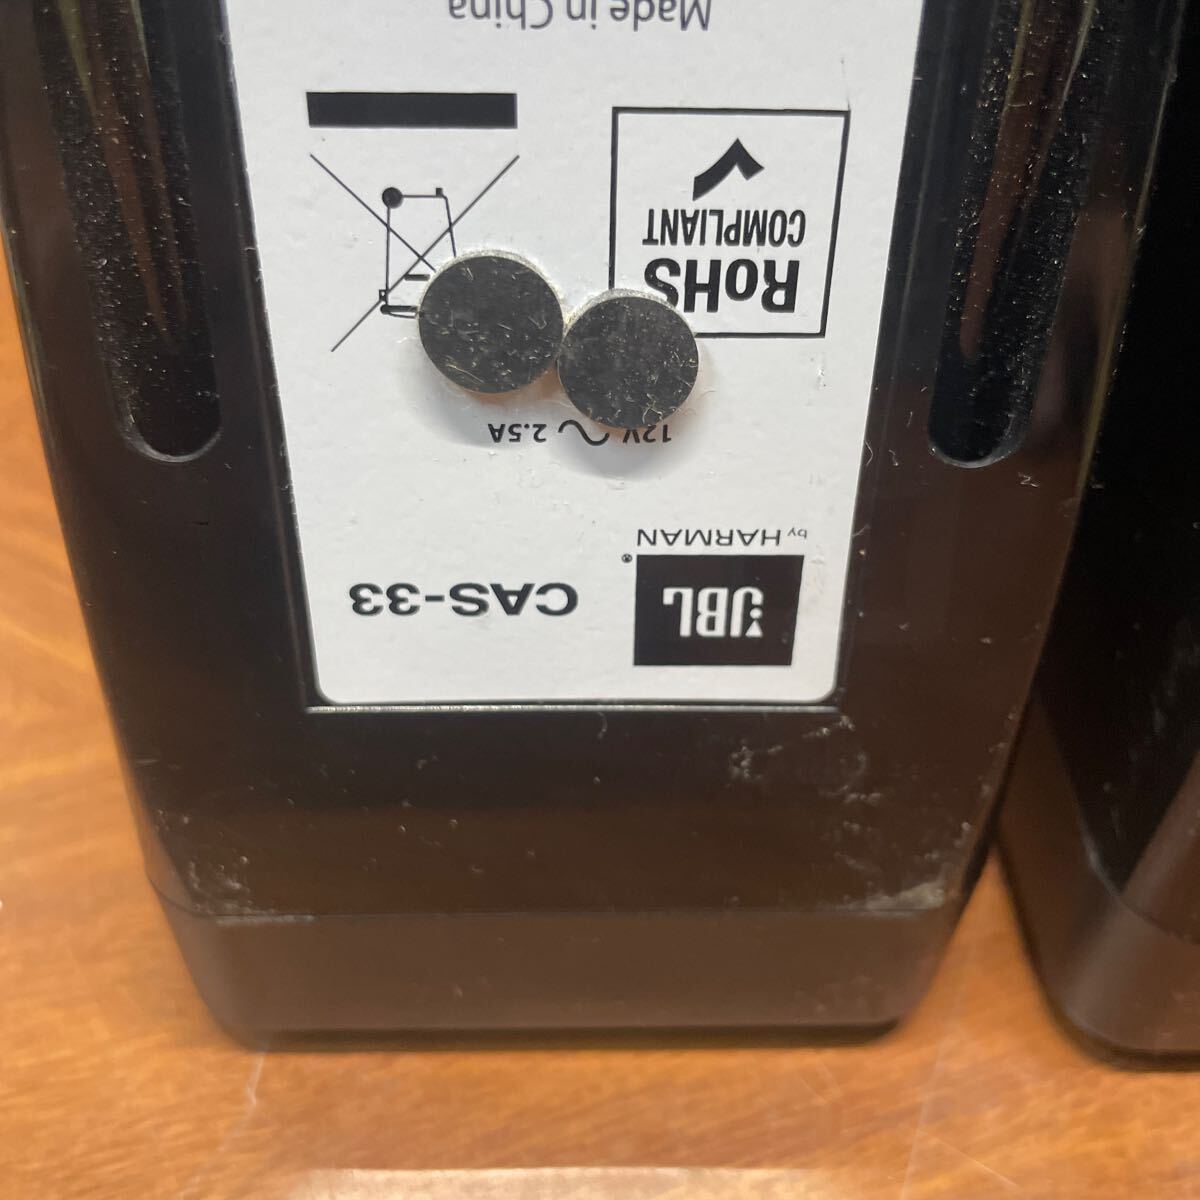 JBL
CAS-33
by HARMAN®
12V ~ 2.5A
RoHS
COMPLIANT
Made in China